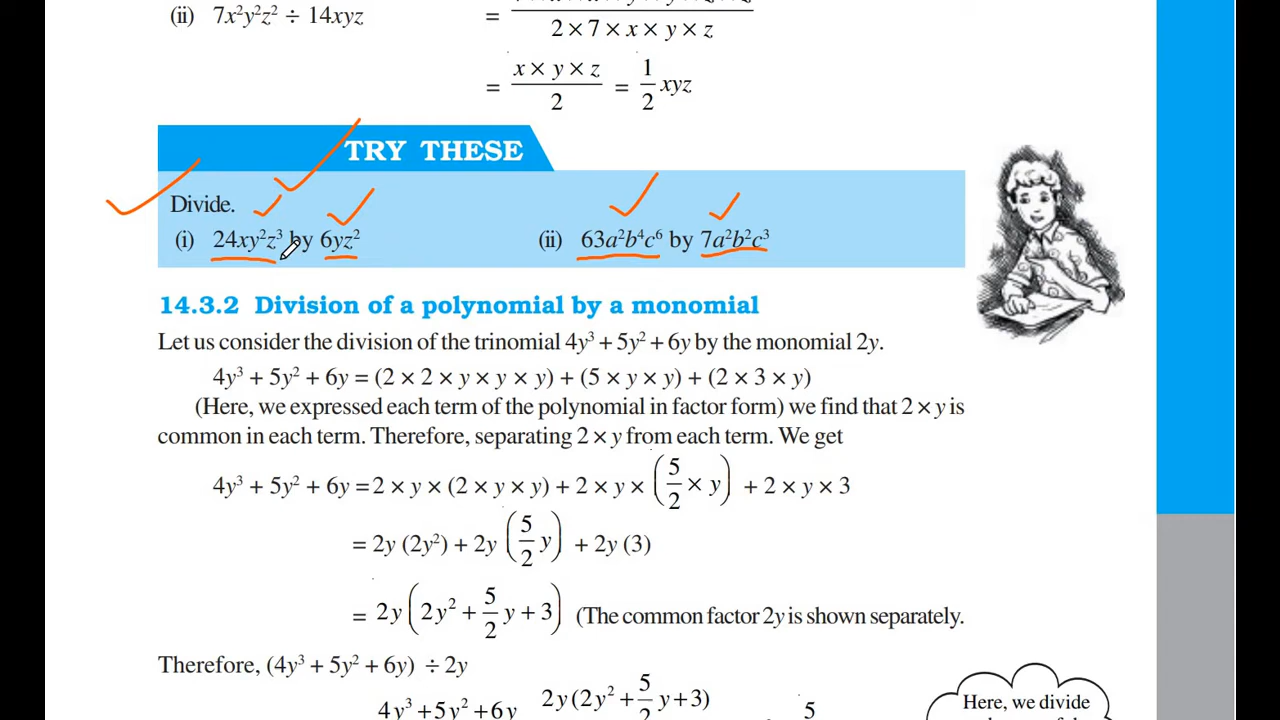 (ii) 7x²y²z² ÷ 14xyz =
2 × 7 × x × y × z
= x × y × z / 2 = 1/2 xyz
TRY THESE
Divide.
(i) 24xy²z³ by 6yz² (ii) 63a²b⁴c⁶ by 7a²b²c³
14.3.2 Division of a polynomial by a monomial
Let us consider the division of the trinomial 4y³ + 5y² + 6y by the monomial 2y.
4y³ + 5y² + 6y = (2 × 2 × y × y × y) + (5 × y × y) + (2 × 3 × y)
(Here, we expressed each term of the polynomial in factor form) we find that 2 × y is
common in each term. Therefore, separating 2 × y from each term. We get
4y³ + 5y² + 6y = 2 × y × (2 × y × y) + 2 × y × (5/2 × y) + 2 × y × 3
= 2y (2y²) + 2y (5/2 y) + 2y (3)
= 2y (2y² + 5/2 y + 3) (The common factor 2y is shown separately.
Therefore, (4y³ + 5y² + 6y) ÷ 2y
4y³ + 5y² + 6y 2y(2y² + 5/2 y + 3) 5
Here, we divide